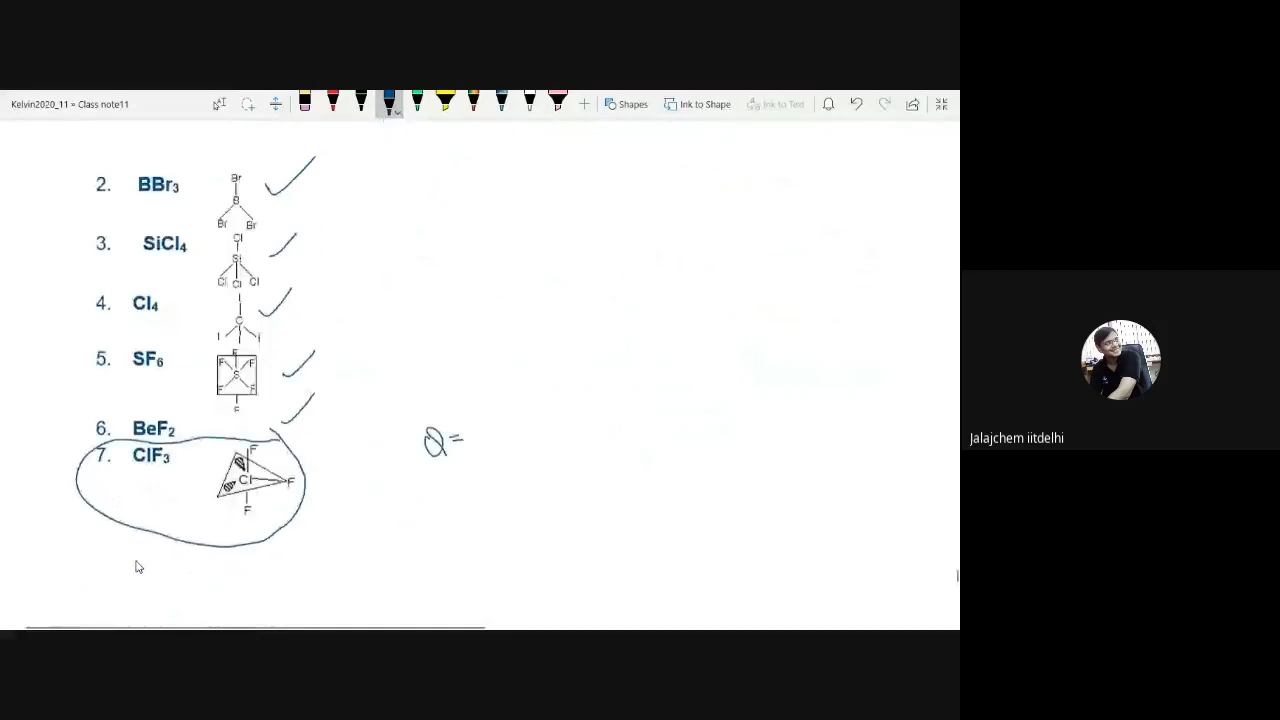 Kelvin2020_11 » Class note11
Shapes
Ink to Shape
Ink to Text
2. BBr₃
Br
B
Br Br
3. SiCl₄
Cl
Si
Cl Cl Cl
4. CI₄
I
C
I I I
5. SF₆
F
F F
S
F F
F
6. BeF₂
7. ClF₃
F
Cl F
F
Q=
Jalajchem iitdelhi